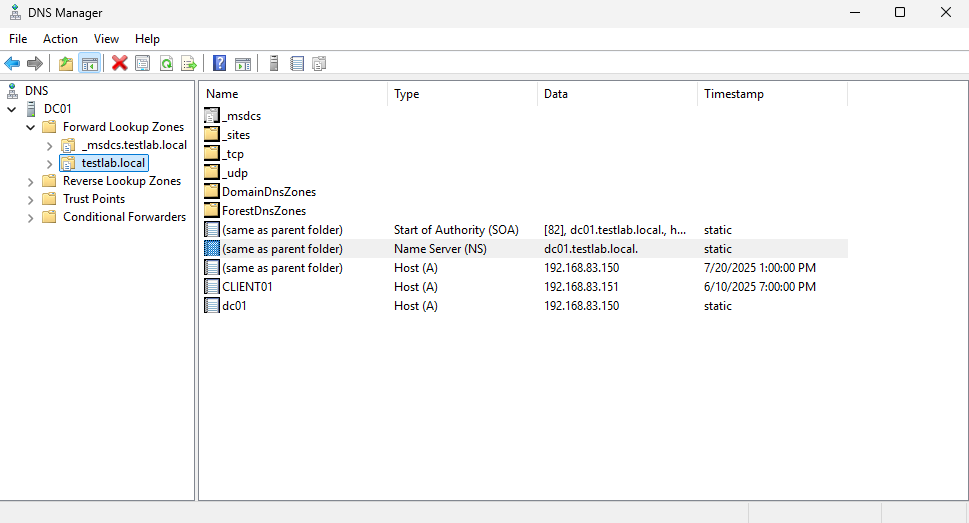 DNS Manager
File Action View Help
DNS
DC01
Forward Lookup Zones
_msdcs.testlab.local
testlab.local
Reverse Lookup Zones
Trust Points
Conditional Forwarders
Name Type Data Timestamp
_msdcs
_sites
_tcp
_udp
DomainDnsZones
ForestDnsZones
(same as parent folder) Start of Authority (SOA) [82], dc01.testlab.local., h... static
(same as parent folder) Name Server (NS) dc01.testlab.local. static
(same as parent folder) Host (A) 192.168.83.150 7/20/2025 1:00:00 PM
CLIENT01 Host (A) 192.168.83.151 6/10/2025 7:00:00 PM
dc01 Host (A) 192.168.83.150 static